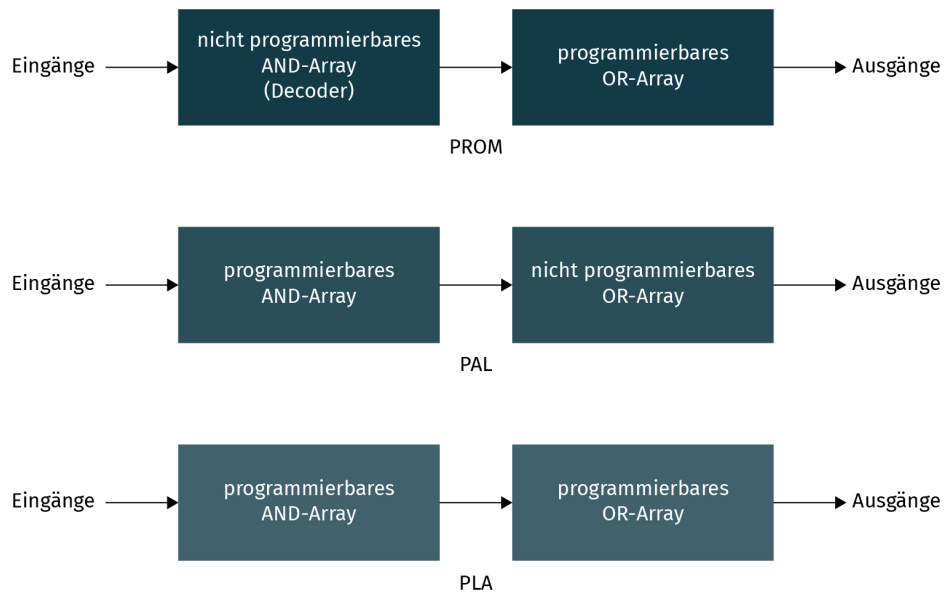 Eingänge
nicht programmierbares
AND-Array
(Decoder)
programmierbares
OR-Array
Ausgänge
PROM
Eingänge
programmierbares
AND-Array
nicht programmierbares
OR-Array
Ausgänge
PAL
Eingänge
programmierbares
AND-Array
programmierbares
OR-Array
Ausgänge
PLA